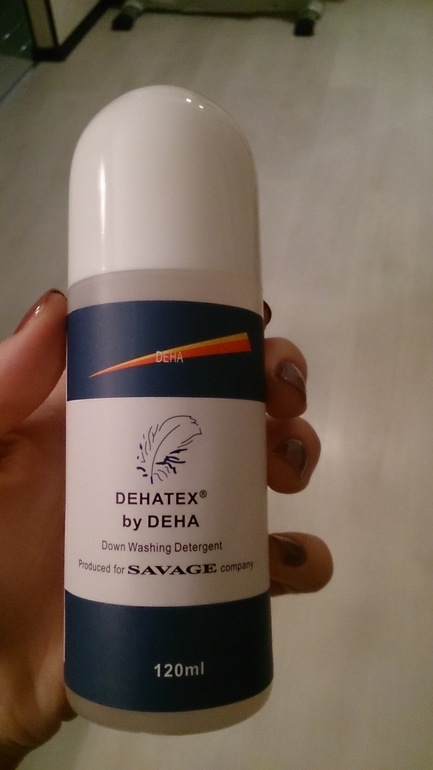 DEHA
DEHATEX®
by DEHA
Down Washing Detergent
Produced for SAVAGE company
120ml